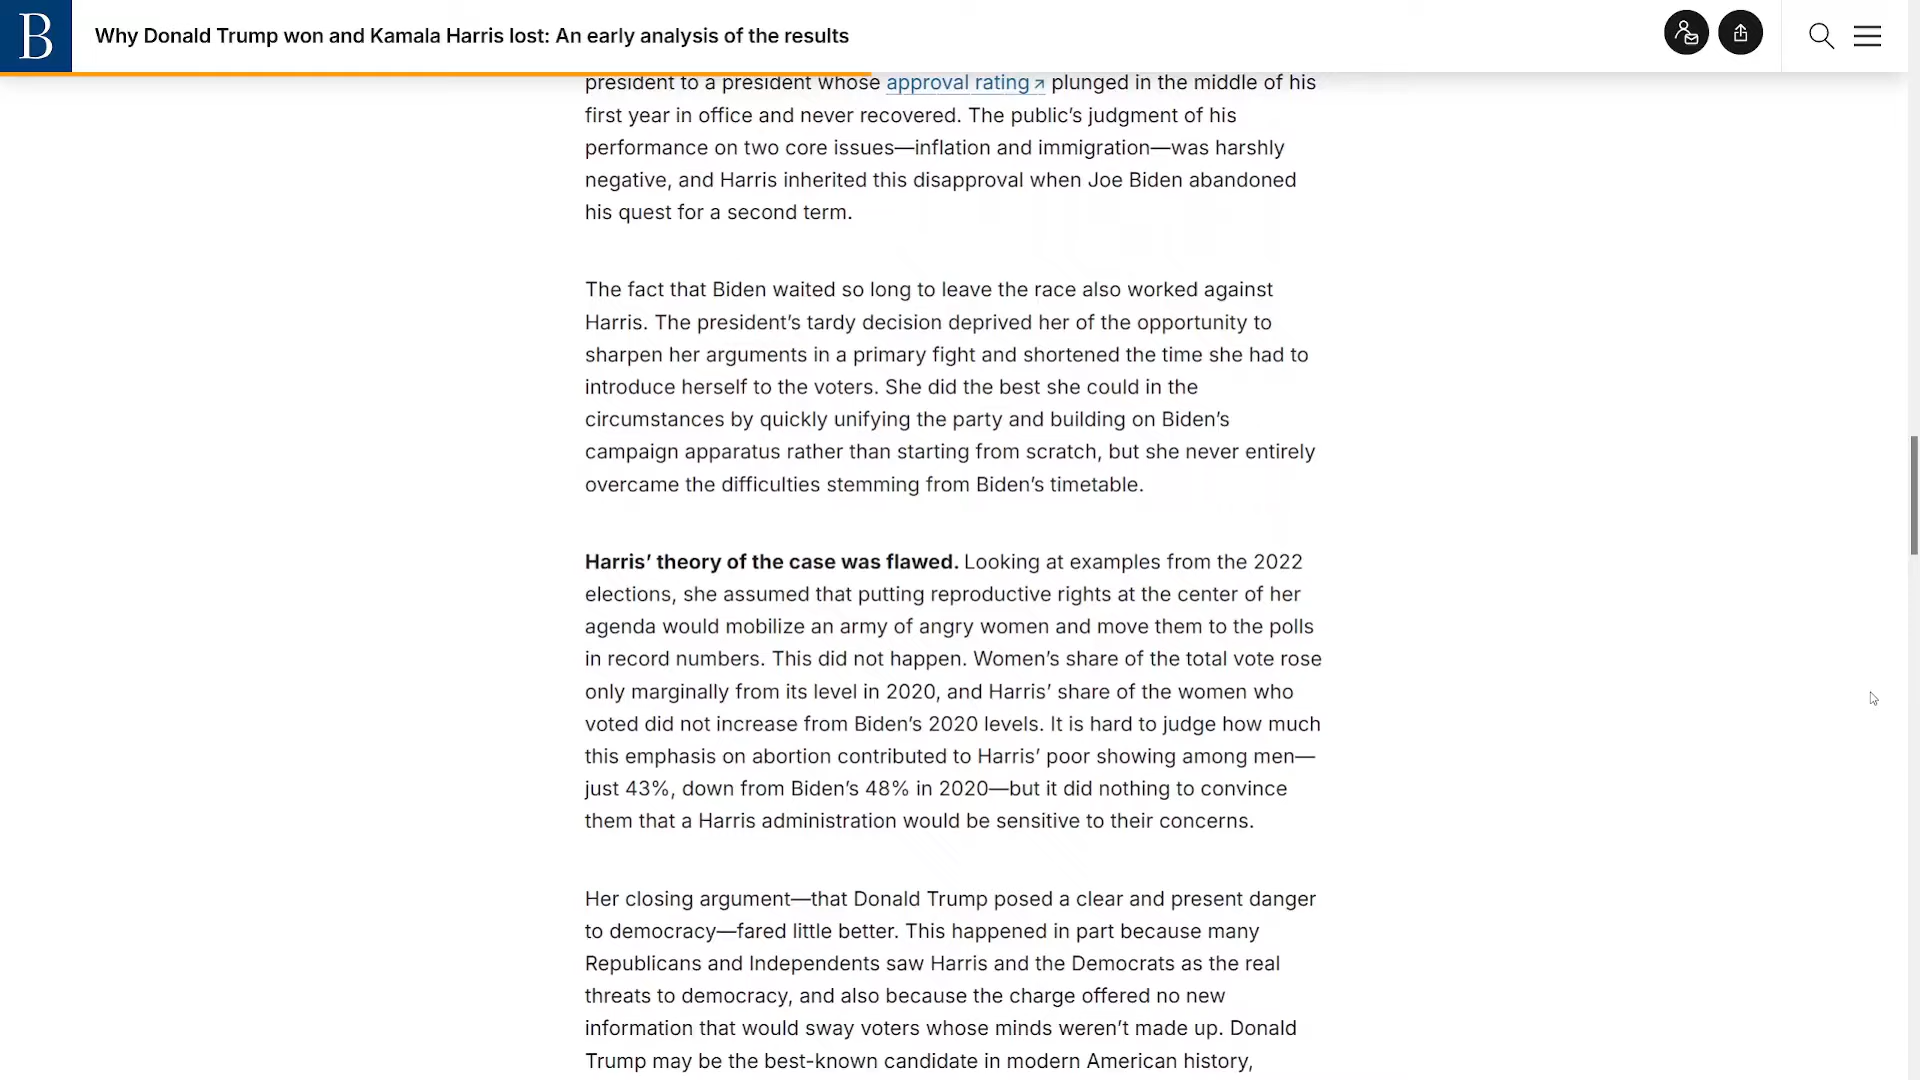 B
Why Donald Trump won and Kamala Harris lost: An early analysis of the results
president to a president whose approval rating↗ plunged in the middle of his
first year in office and never recovered. The public’s judgment of his
performance on two core issues—inflation and immigration—was harshly
negative, and Harris inherited this disapproval when Joe Biden abandoned
his quest for a second term.
The fact that Biden waited so long to leave the race also worked against
Harris. The president’s tardy decision deprived her of the opportunity to
sharpen her arguments in a primary fight and shortened the time she had to
introduce herself to the voters. She did the best she could in the
circumstances by quickly unifying the party and building on Biden’s
campaign apparatus rather than starting from scratch, but she never entirely
overcame the difficulties stemming from Biden’s timetable.
Harris’ theory of the case was flawed. Looking at examples from the 2022
elections, she assumed that putting reproductive rights at the center of her
agenda would mobilize an army of angry women and move them to the polls
in record numbers. This did not happen. Women’s share of the total vote rose
only marginally from its level in 2020, and Harris’ share of the women who
voted did not increase from Biden’s 2020 levels. It is hard to judge how much
this emphasis on abortion contributed to Harris’ poor showing among men—
just 43%, down from Biden’s 48% in 2020—but it did nothing to convince
them that a Harris administration would be sensitive to their concerns.
Her closing argument—that Donald Trump posed a clear and present danger
to democracy—fared little better. This happened in part because many
Republicans and Independents saw Harris and the Democrats as the real
threats to democracy, and also because the charge offered no new
information that would sway voters whose minds weren’t made up. Donald
Trump may be the best-known candidate in modern American history,